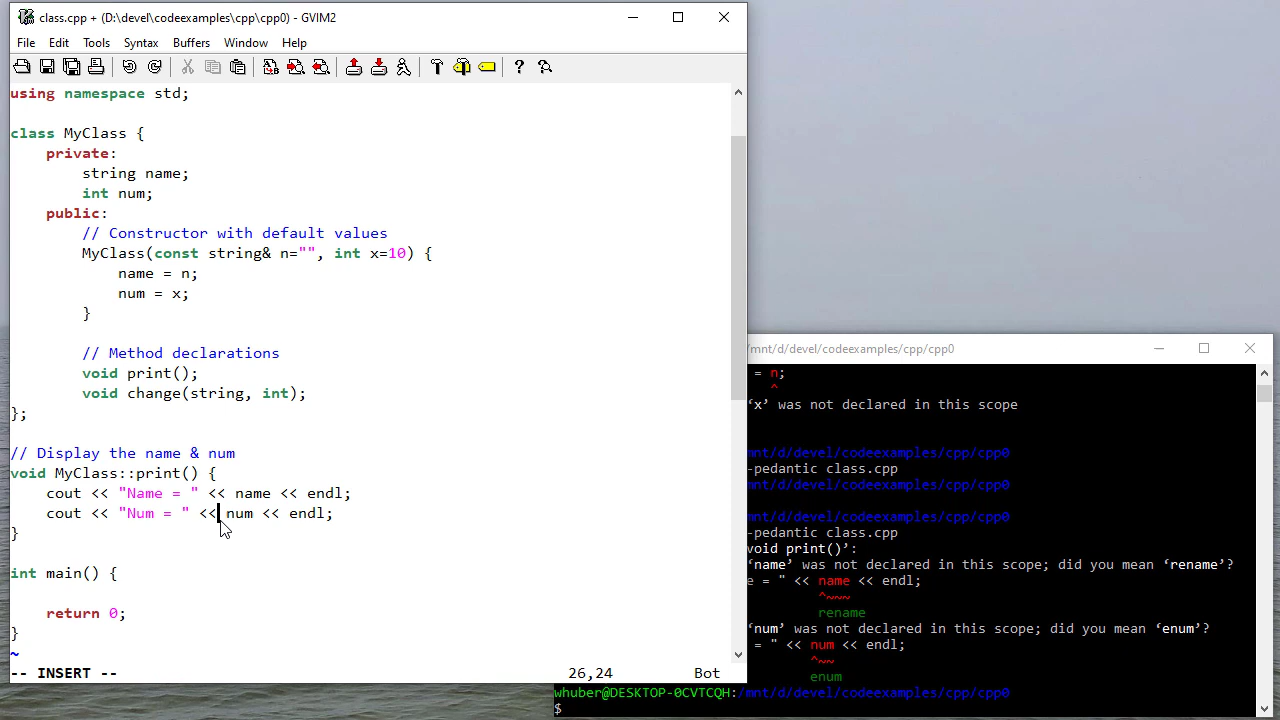 class.cpp + (D:\devel\codeexamples\cpp\cpp0) - GVIM2
File Edit Tools Syntax Buffers Window Help
using namespace std;
class MyClass {
private:
string name;
int num;
public:
// Constructor with default values
MyClass(const string& n="", int x=10) {
name = n;
num = x;
}
// Method declarations
void print();
void change(string, int);
};
// Display the name & num
void MyClass::print() {
cout << "Name = " << name << endl;
cout << "Num = " << num << endl;
}
int main() {
return 0;
}
~
-- INSERT -- 26,24 Bot
/mnt/d/devel/codeexamples/cpp/cpp0
= n;
^
‘x’ was not declared in this scope
mnt/d/devel/codeexamples/cpp/cpp0
-pedantic class.cpp
mnt/d/devel/codeexamples/cpp/cpp0
mnt/d/devel/codeexamples/cpp/cpp0
-pedantic class.cpp
void print()’:
‘name’ was not declared in this scope; did you mean ‘rename’?
e = " << name << endl;
^~~~
rename
‘num’ was not declared in this scope; did you mean ‘enum’?
= " << num << endl;
^~~
enum
whuber@DESKTOP-0CVTCQH:/mnt/d/devel/codeexamples/cpp/cpp0
$